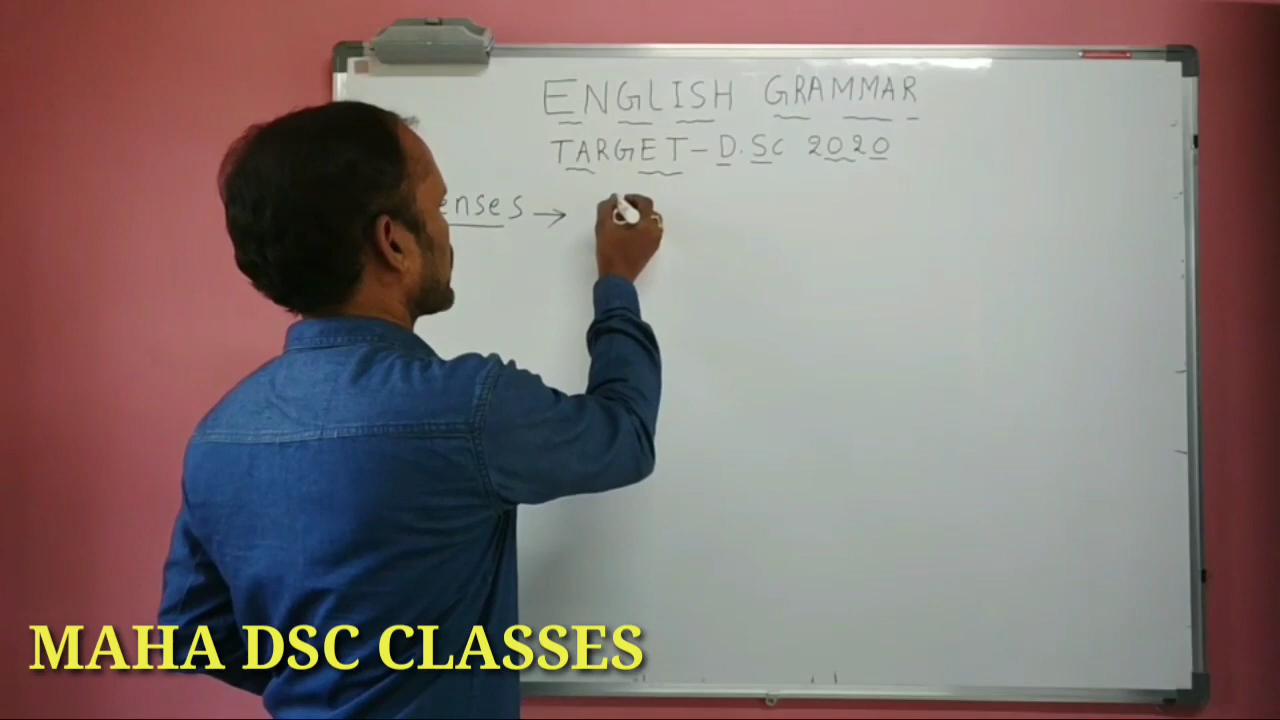 ENGLISH GRAMMAR
TARGET - D.SC 2020
enses →
MAHA DSC CLASSES